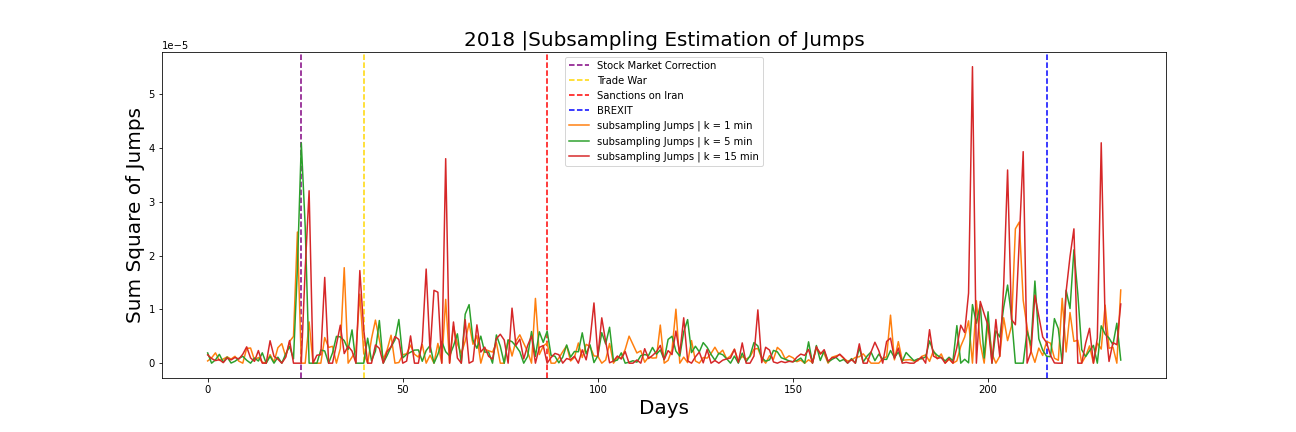 2018 |Subsampling Estimation of Jumps
1e−5
Stock Market Correction
Trade War
Sanctions on Iran
BREXIT
subsampling Jumps | k = 1 min
subsampling Jumps | k = 5 min
subsampling Jumps | k = 15 min
Sum Square of Jumps
5
4
3
2
1
0
0 50 100 150 200
Days